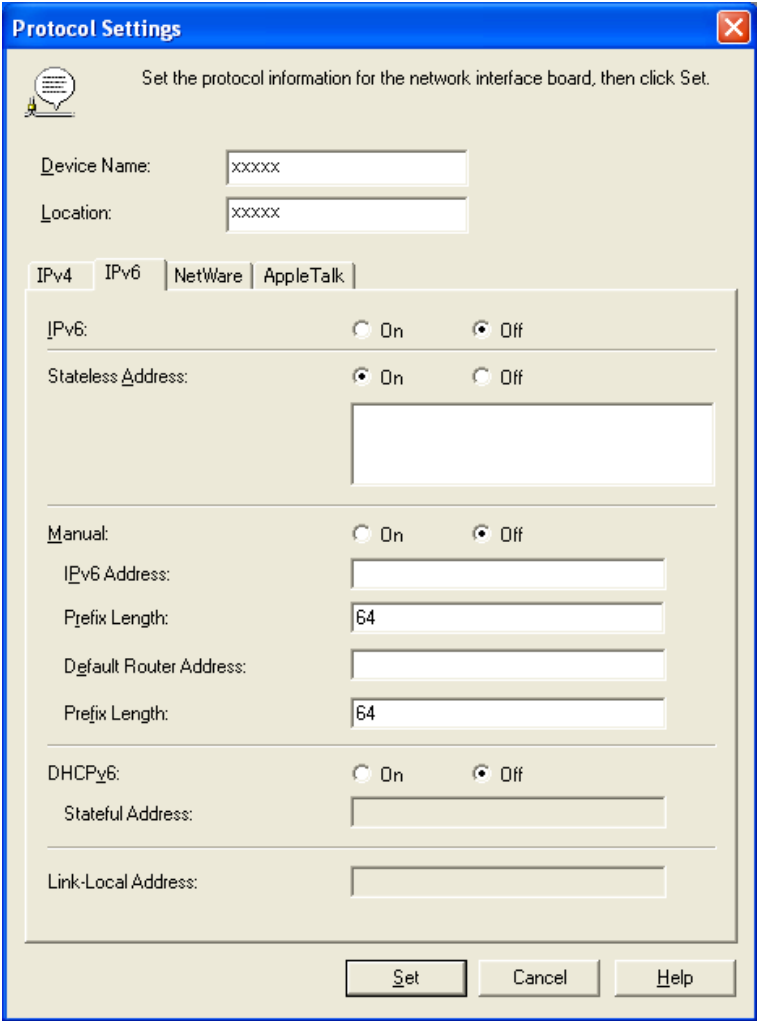 Protocol Settings
Set the protocol information for the network interface board, then click Set.
Device Name: xxxxx
Location: xxxxx
IPv4 IPv6 NetWare AppleTalk
IPv6: On Off
Stateless Address: On Off
Manual: On Off
IPv6 Address:
Prefix Length: 64
Default Router Address:
Prefix Length: 64
DHCPv6: On Off
Stateful Address:
Link-Local Address:
Set Cancel Help